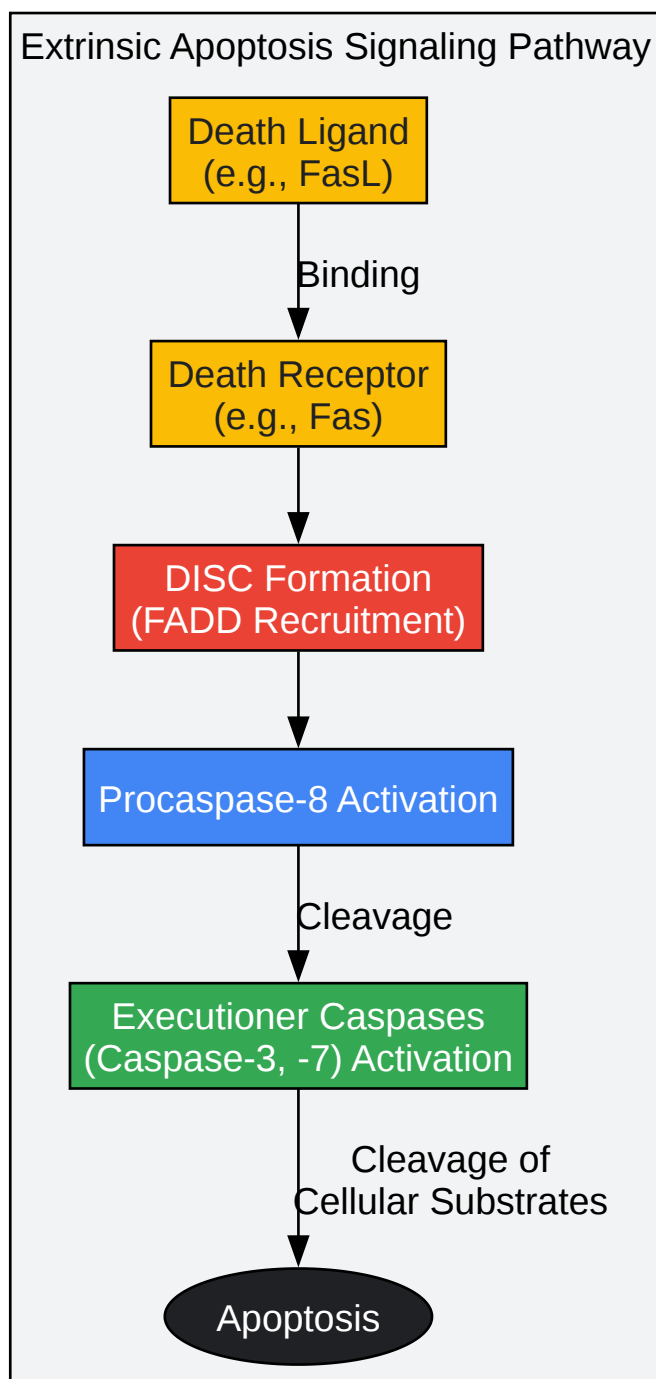 Extrinsic Apoptosis Signaling Pathway
Death Ligand
(e.g., FasL)
Binding
Death Receptor
(e.g., Fas)
DISC Formation
(FADD Recruitment)
Procaspase-8 Activation
Cleavage
Executioner Caspases
(Caspase-3, -7) Activation
Cleavage of
Cellular Substrates
Apoptosis